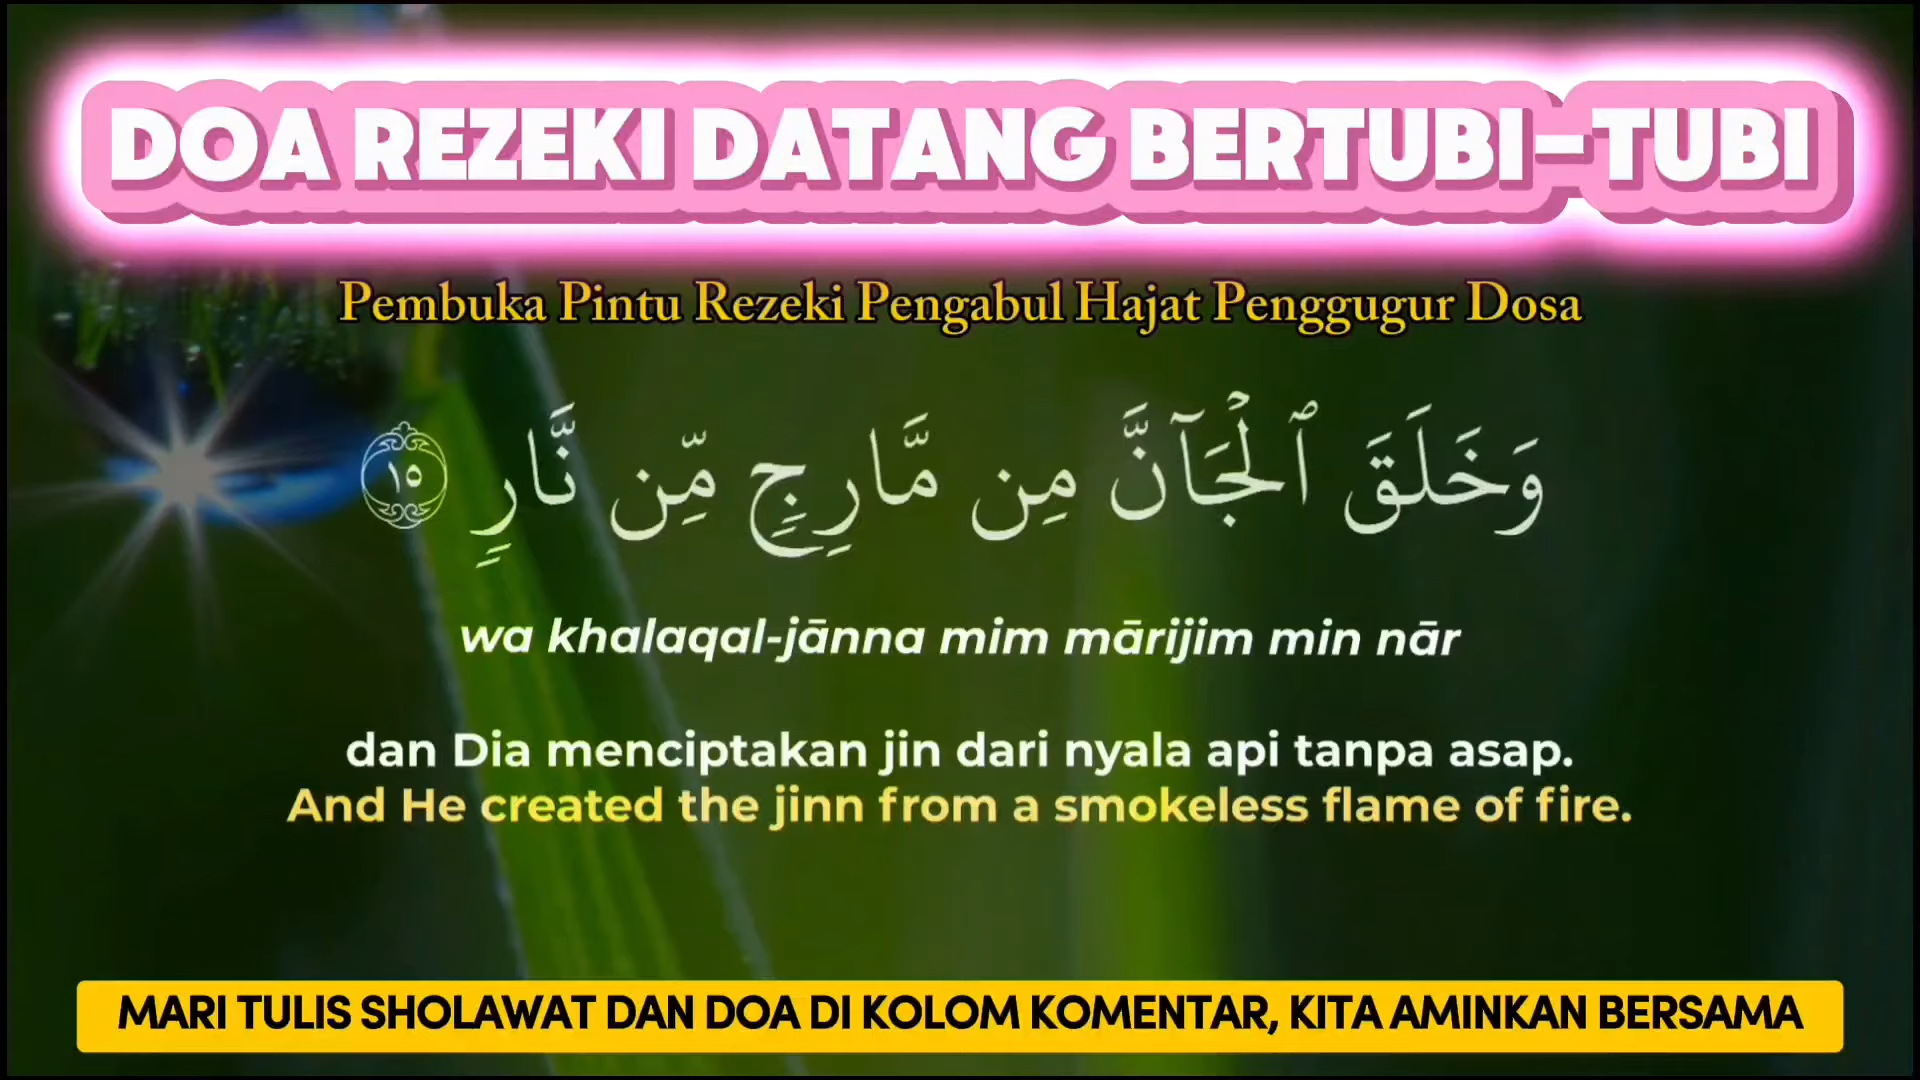 DOA REZEKI DATANG BERTUBI-TUBI
Pembuka Pintu Rezeki Pengabul Hajat Penggugur Dosa
وَخَلَقَ ٱلْجَآنَّ مِن مَّارِجٍ مِّن نَّارٍ ١٥
wa khalaqal-jānna mim mārijim min nār
dan Dia menciptakan jin dari nyala api tanpa asap.
And He created the jinn from a smokeless flame of fire.
MARI TULIS SHOLAWAT DAN DOA DI KOLOM KOMENTAR, KITA AMINKAN BERSAMA